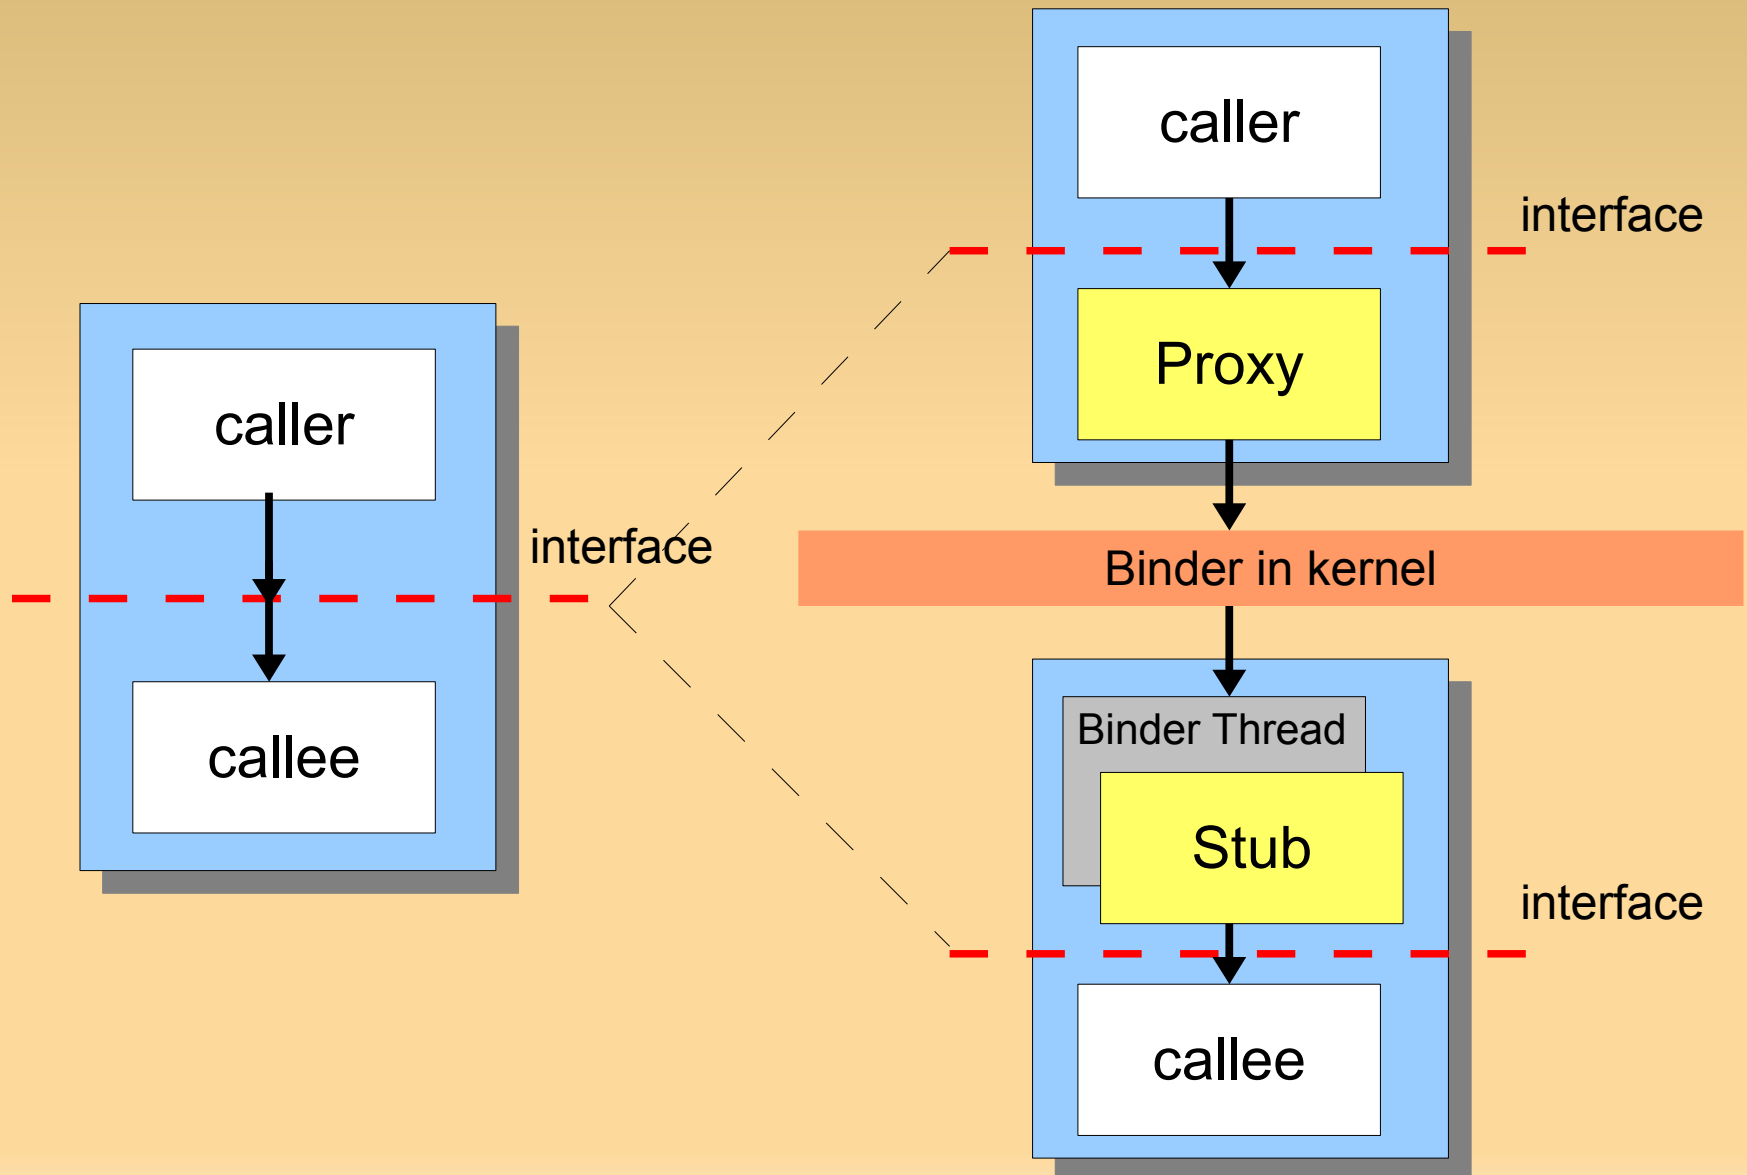 caller
interface
callee
caller
interface
Proxy
Binder in kernel
Binder Thread
Stub
interface
callee